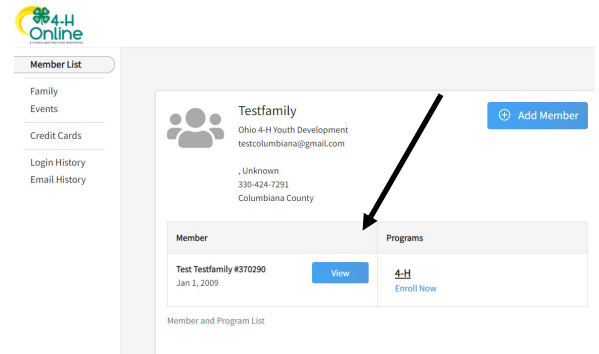 4-H
Online
Member List
Family
Events
Credit Cards
Login History
Email History
Testfamily
Ohio 4-H Youth Development
testcolumbiana@gmail.com
, Unknown
330-424-7291
Columbiana County
Add Member
Member
Programs
Test Testfamily #370290
Jan 1, 2009
View
4-H
Enroll Now
Member and Program List